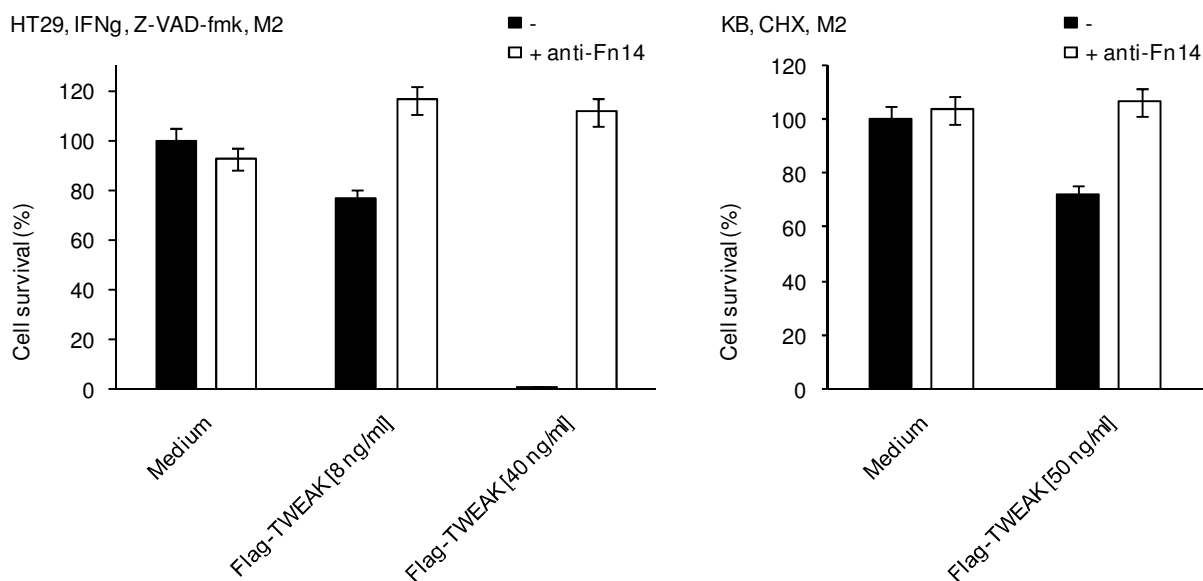 HT29, IFNg, Z-VAD-fmk, M2
-
+ anti-Fn14
Cell survival (%)
120
100
80
60
40
20
0
Medium
Flag-TWEAK [8 ng/ml]
Flag-TWEAK [40 ng/ml]
KB, CHX, M2
-
+ anti-Fn14
Cell survival (%)
120
100
80
60
40
20
0
Medium
Flag-TWEAK [50 ng/ml]